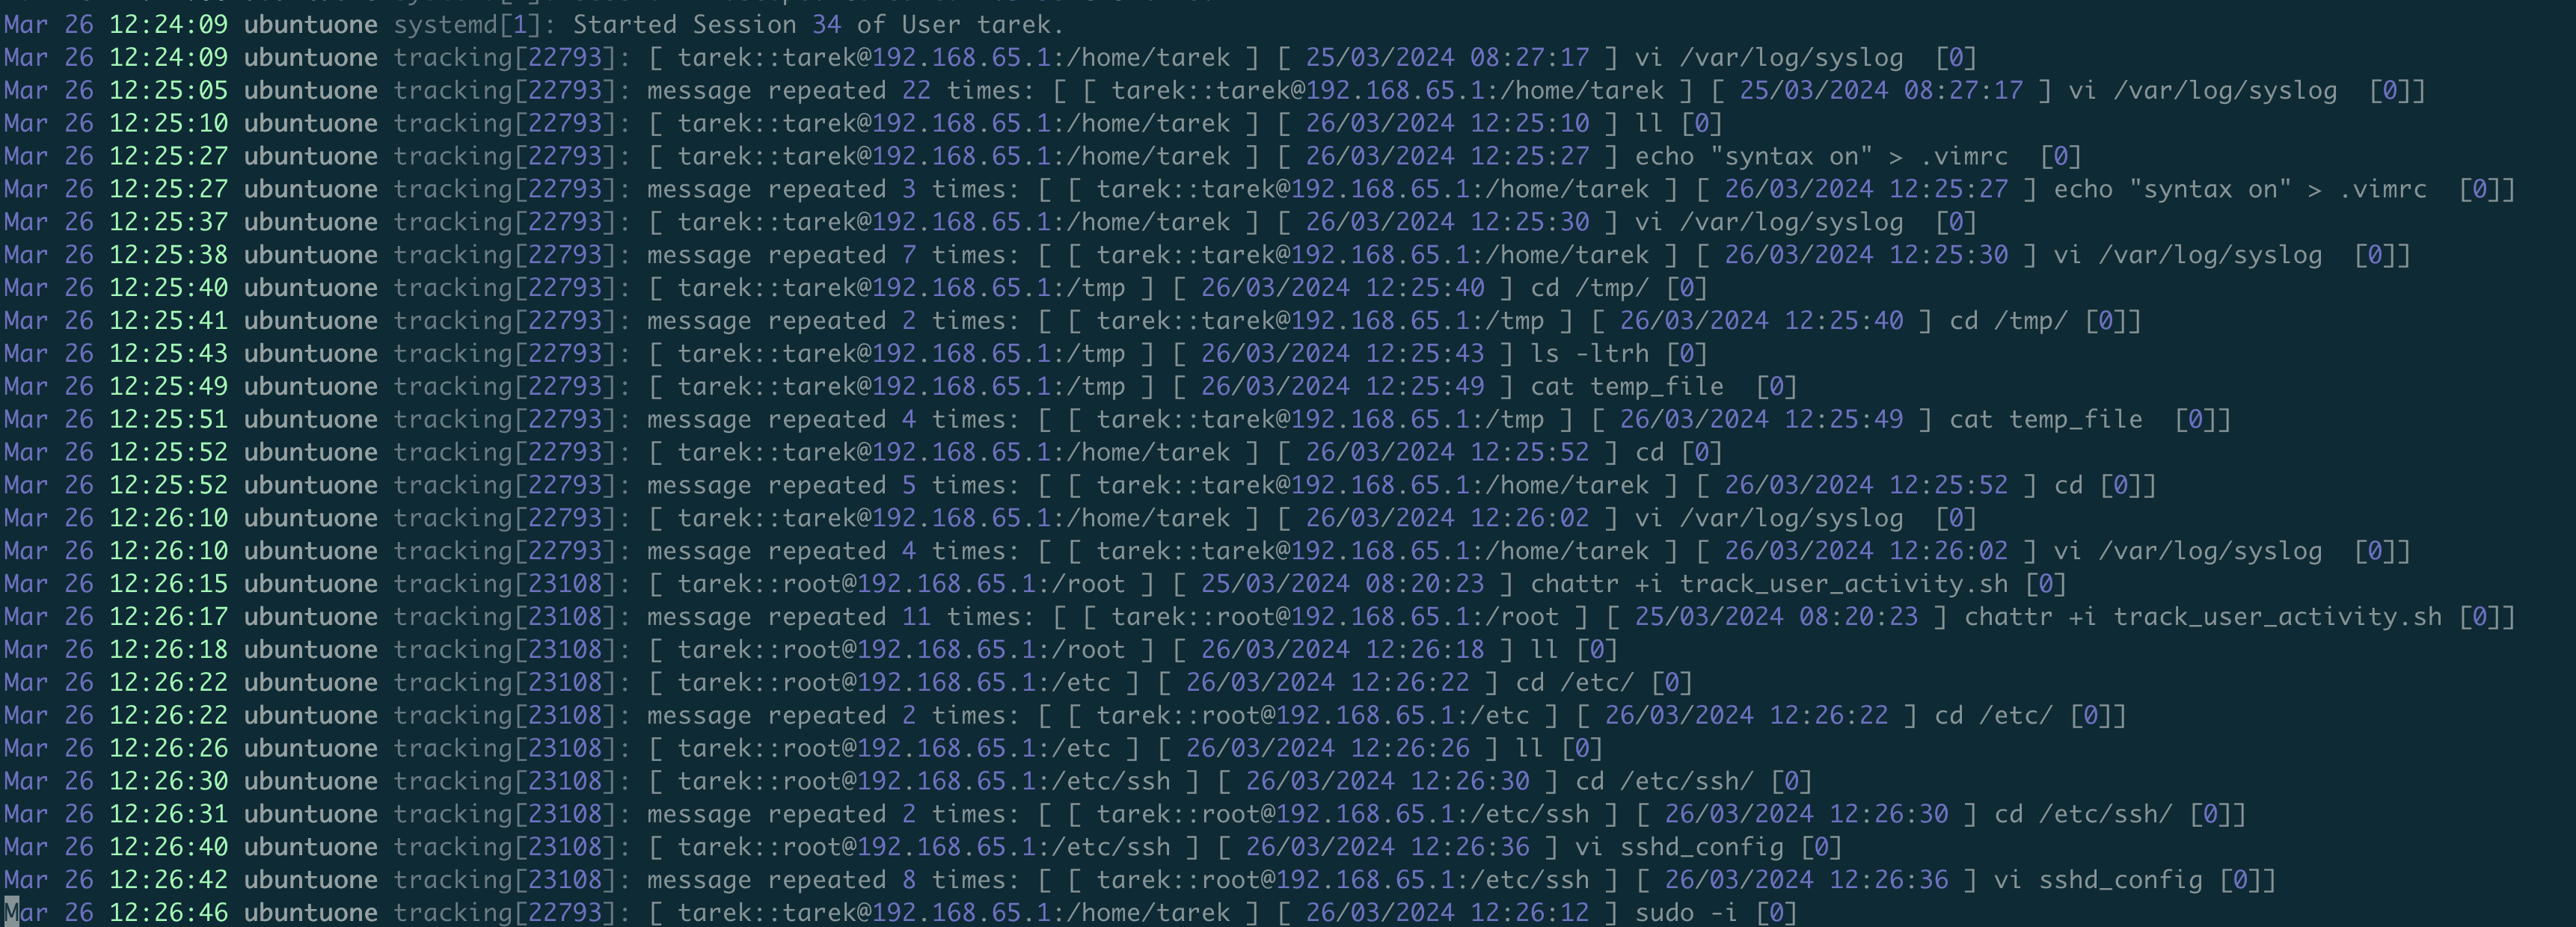 Mar 26 12:24:09 ubuntuone systemd[1]: Started Session 34 of User tarek.
Mar 26 12:24:09 ubuntuone tracking[22793]: [ tarek::tarek@192.168.65.1:/home/tarek ] [ 25/03/2024 08:27:17 ] vi /var/log/syslog  [0]
Mar 26 12:25:05 ubuntuone tracking[22793]: message repeated 22 times: [ [ tarek::tarek@192.168.65.1:/home/tarek ] [ 25/03/2024 08:27:17 ] vi /var/log/syslog  [0]]
Mar 26 12:25:10 ubuntuone tracking[22793]: [ tarek::tarek@192.168.65.1:/home/tarek ] [ 26/03/2024 12:25:10 ] ll [0]
Mar 26 12:25:27 ubuntuone tracking[22793]: [ tarek::tarek@192.168.65.1:/home/tarek ] [ 26/03/2024 12:25:27 ] echo "syntax on" > .vimrc  [0]
Mar 26 12:25:27 ubuntuone tracking[22793]: message repeated 3 times: [ [ tarek::tarek@192.168.65.1:/home/tarek ] [ 26/03/2024 12:25:27 ] echo "syntax on" > .vimrc  [0]]
Mar 26 12:25:37 ubuntuone tracking[22793]: [ tarek::tarek@192.168.65.1:/home/tarek ] [ 26/03/2024 12:25:30 ] vi /var/log/syslog  [0]
Mar 26 12:25:38 ubuntuone tracking[22793]: message repeated 7 times: [ [ tarek::tarek@192.168.65.1:/home/tarek ] [ 26/03/2024 12:25:30 ] vi /var/log/syslog  [0]]
Mar 26 12:25:40 ubuntuone tracking[22793]: [ tarek::tarek@192.168.65.1:/tmp ] [ 26/03/2024 12:25:40 ] cd /tmp/ [0]
Mar 26 12:25:41 ubuntuone tracking[22793]: message repeated 2 times: [ [ tarek::tarek@192.168.65.1:/tmp ] [ 26/03/2024 12:25:40 ] cd /tmp/ [0]]
Mar 26 12:25:43 ubuntuone tracking[22793]: [ tarek::tarek@192.168.65.1:/tmp ] [ 26/03/2024 12:25:43 ] ls -ltrh [0]
Mar 26 12:25:49 ubuntuone tracking[22793]: [ tarek::tarek@192.168.65.1:/tmp ] [ 26/03/2024 12:25:49 ] cat temp_file  [0]
Mar 26 12:25:51 ubuntuone tracking[22793]: message repeated 4 times: [ [ tarek::tarek@192.168.65.1:/tmp ] [ 26/03/2024 12:25:49 ] cat temp_file  [0]]
Mar 26 12:25:52 ubuntuone tracking[22793]: [ tarek::tarek@192.168.65.1:/home/tarek ] [ 26/03/2024 12:25:52 ] cd [0]
Mar 26 12:25:52 ubuntuone tracking[22793]: message repeated 5 times: [ [ tarek::tarek@192.168.65.1:/home/tarek ] [ 26/03/2024 12:25:52 ] cd [0]]
Mar 26 12:26:10 ubuntuone tracking[22793]: [ tarek::tarek@192.168.65.1:/home/tarek ] [ 26/03/2024 12:26:02 ] vi /var/log/syslog  [0]
Mar 26 12:26:10 ubuntuone tracking[22793]: message repeated 4 times: [ [ tarek::tarek@192.168.65.1:/home/tarek ] [ 26/03/2024 12:26:02 ] vi /var/log/syslog  [0]]
Mar 26 12:26:15 ubuntuone tracking[23108]: [ tarek::root@192.168.65.1:/root ] [ 25/03/2024 08:20:23 ] chattr +i track_user_activity.sh [0]
Mar 26 12:26:17 ubuntuone tracking[23108]: message repeated 11 times: [ [ tarek::root@192.168.65.1:/root ] [ 25/03/2024 08:20:23 ] chattr +i track_user_activity.sh [0]]
Mar 26 12:26:18 ubuntuone tracking[23108]: [ tarek::root@192.168.65.1:/root ] [ 26/03/2024 12:26:18 ] ll [0]
Mar 26 12:26:22 ubuntuone tracking[23108]: [ tarek::root@192.168.65.1:/etc ] [ 26/03/2024 12:26:22 ] cd /etc/ [0]
Mar 26 12:26:22 ubuntuone tracking[23108]: message repeated 2 times: [ [ tarek::root@192.168.65.1:/etc ] [ 26/03/2024 12:26:22 ] cd /etc/ [0]]
Mar 26 12:26:26 ubuntuone tracking[23108]: [ tarek::root@192.168.65.1:/etc ] [ 26/03/2024 12:26:26 ] ll [0]
Mar 26 12:26:30 ubuntuone tracking[23108]: [ tarek::root@192.168.65.1:/etc/ssh ] [ 26/03/2024 12:26:30 ] cd /etc/ssh/ [0]
Mar 26 12:26:31 ubuntuone tracking[23108]: message repeated 2 times: [ [ tarek::root@192.168.65.1:/etc/ssh ] [ 26/03/2024 12:26:30 ] cd /etc/ssh/ [0]]
Mar 26 12:26:40 ubuntuone tracking[23108]: [ tarek::root@192.168.65.1:/etc/ssh ] [ 26/03/2024 12:26:36 ] vi sshd_config [0]
Mar 26 12:26:42 ubuntuone tracking[23108]: message repeated 8 times: [ [ tarek::root@192.168.65.1:/etc/ssh ] [ 26/03/2024 12:26:36 ] vi sshd_config [0]]
Mar 26 12:26:46 ubuntuone tracking[22793]: [ tarek::tarek@192.168.65.1:/home/tarek ] [ 26/03/2024 12:26:12 ] sudo -i [0]